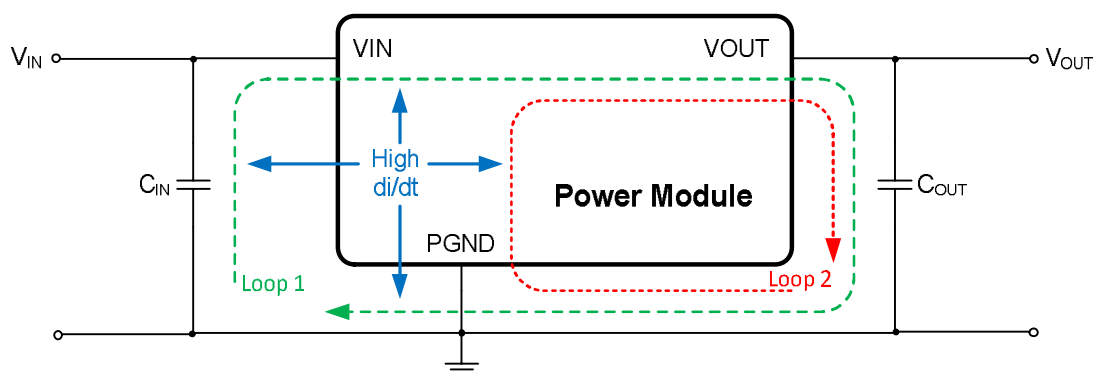 VIN
VIN
VOUT
VOUT
High
di/dt
CIN
Power Module
COUT
PGND
Loop 1
Loop 2